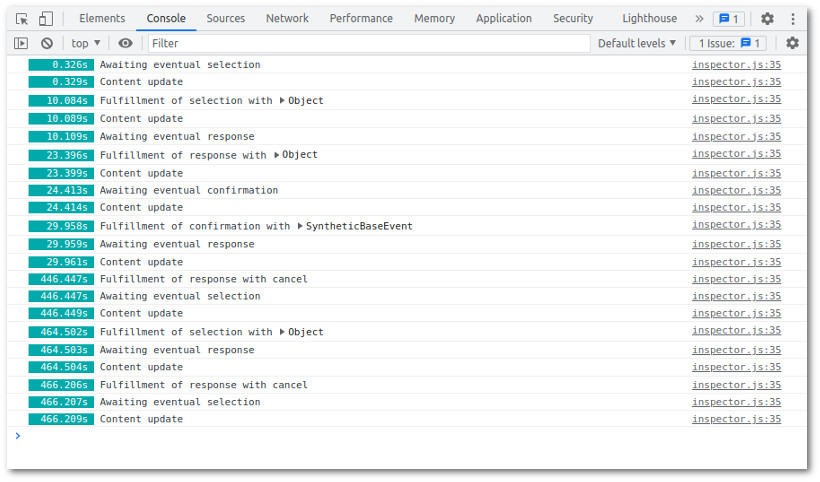 Elements Console Sources Network Performance Memory Application Security Lighthouse » 1
top ▼ Filter Default levels ▼ 1 Issue: 1
0.326s Awaiting eventual selection inspector.js:35
0.329s Content update inspector.js:35
10.084s Fulfillment of selection with ▶Object inspector.js:35
10.089s Content update inspector.js:35
10.109s Awaiting eventual response inspector.js:35
23.396s Fulfillment of response with ▶Object inspector.js:35
23.399s Content update inspector.js:35
24.413s Awaiting eventual confirmation inspector.js:35
24.414s Content update inspector.js:35
29.958s Fulfillment of confirmation with ▶SyntheticBaseEvent inspector.js:35
29.959s Awaiting eventual response inspector.js:35
29.961s Content update inspector.js:35
446.447s Fulfillment of response with cancel inspector.js:35
446.447s Awaiting eventual selection inspector.js:35
446.449s Content update inspector.js:35
464.502s Fulfillment of selection with ▶Object inspector.js:35
464.503s Awaiting eventual response inspector.js:35
464.504s Content update inspector.js:35
466.206s Fulfillment of response with cancel inspector.js:35
466.207s Awaiting eventual selection inspector.js:35
466.209s Content update inspector.js:35